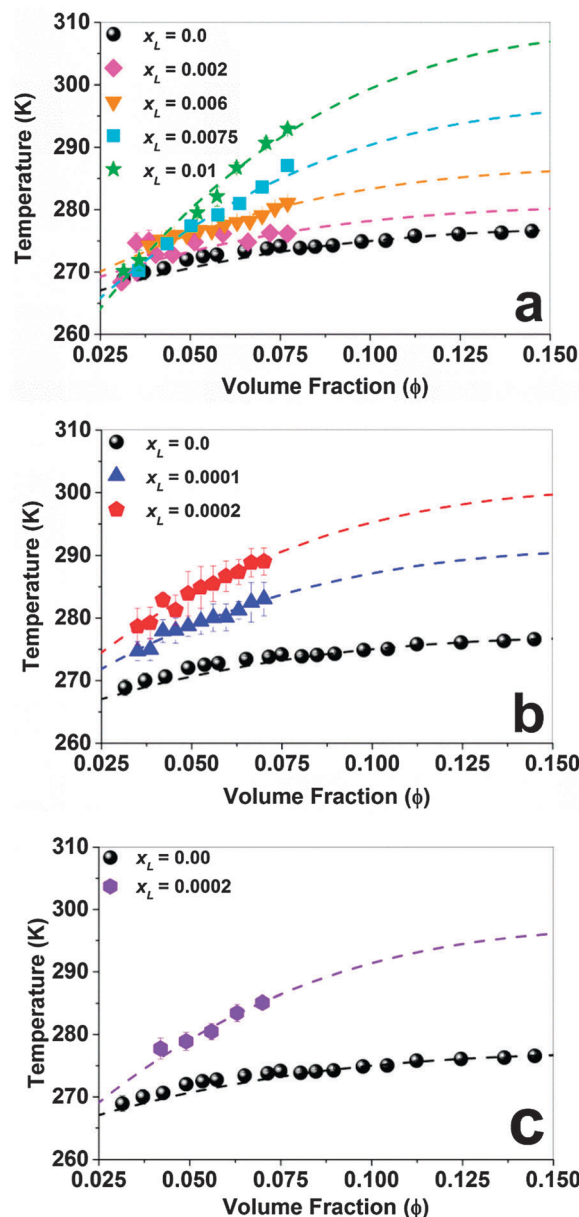 310
300
290
280
270
260
Temperature (K)
x_L = 0.0
x_L = 0.002
x_L = 0.006
x_L = 0.0075
x_L = 0.01
a
0.025 0.050 0.075 0.100 0.125 0.150
Volume Fraction (ϕ)
310
300
290
280
270
260
Temperature (K)
x_L = 0.0
x_L = 0.0001
x_L = 0.0002
b
0.025 0.050 0.075 0.100 0.125 0.150
Volume Fraction (ϕ)
310
300
290
280
270
260
Temperature (K)
x_L = 0.00
x_L = 0.0002
c
0.025 0.050 0.075 0.100 0.125 0.150
Volume Fraction (ϕ)